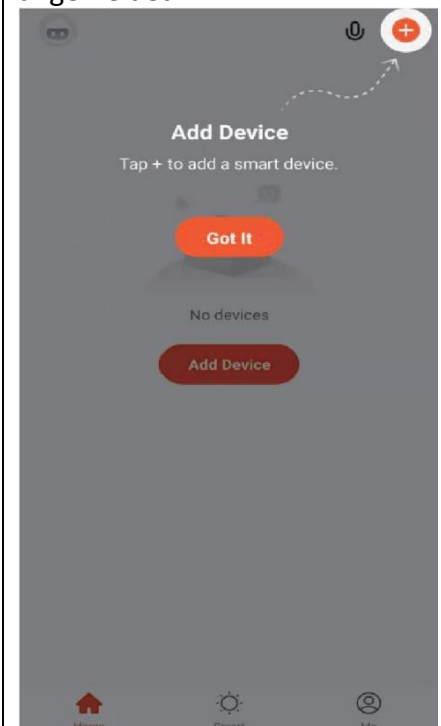 Add Device
Tap + to add a smart device.
Got It
No devices
Add Device